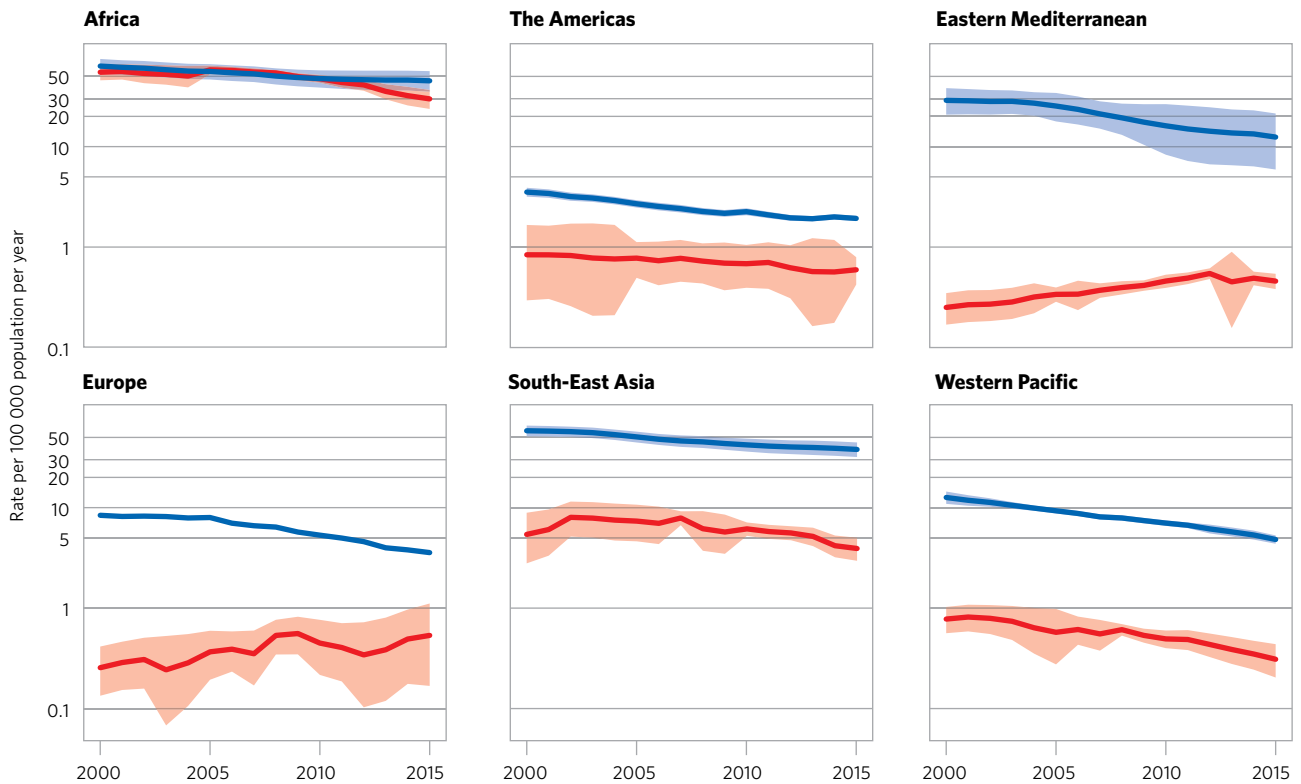 Africa
The Americas
Eastern Mediterranean
50
30
20
10
5
1
0.1
Rate per 100 000 population per year
Europe
South-East Asia
Western Pacific
50
30
20
10
5
1
0.1
2000 2005 2010 2015
2000 2005 2010 2015
2000 2005 2010 2015